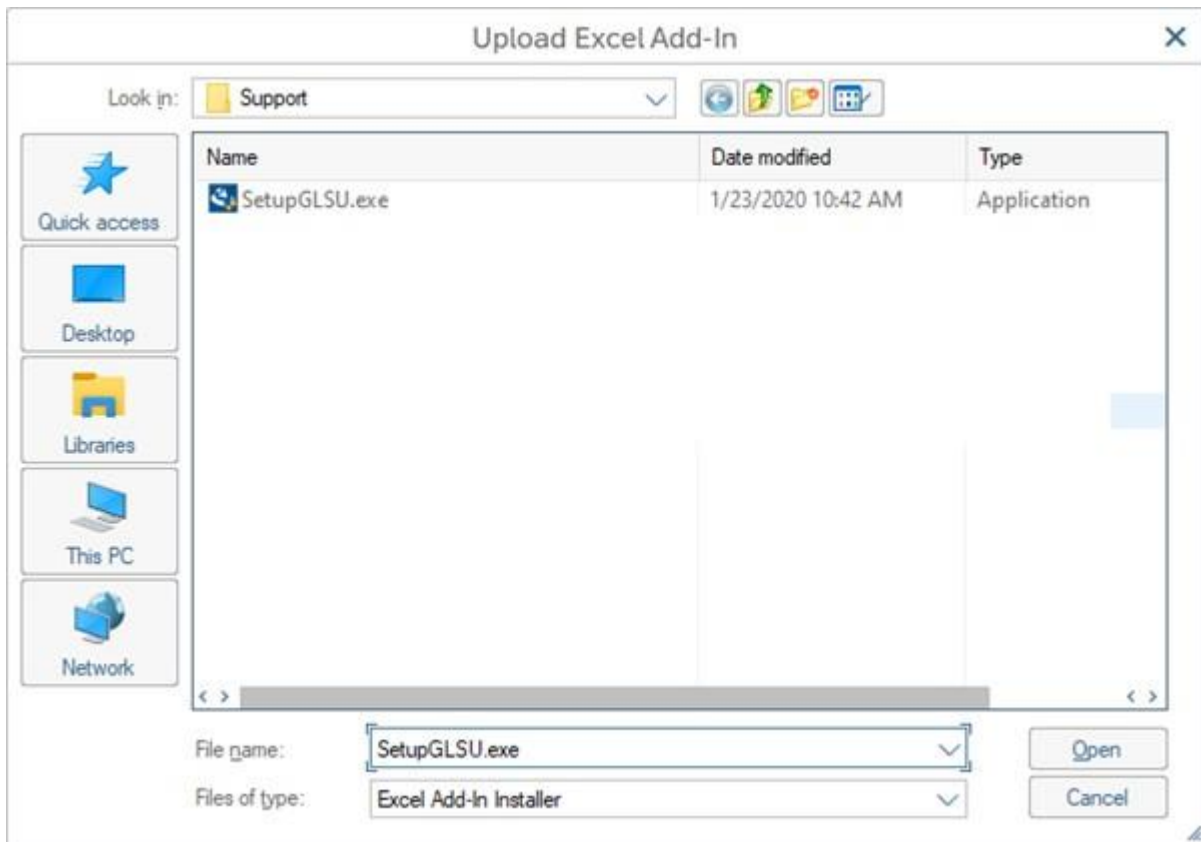 Upload Excel Add-In
Look in: Support
Name Date modified Type
SetupGLSU.exe 1/23/2020 10:42 AM Application
Quick access
Desktop
Libraries
This PC
Network
File name: SetupGLSU.exe Open
Files of type: Excel Add-In Installer Cancel